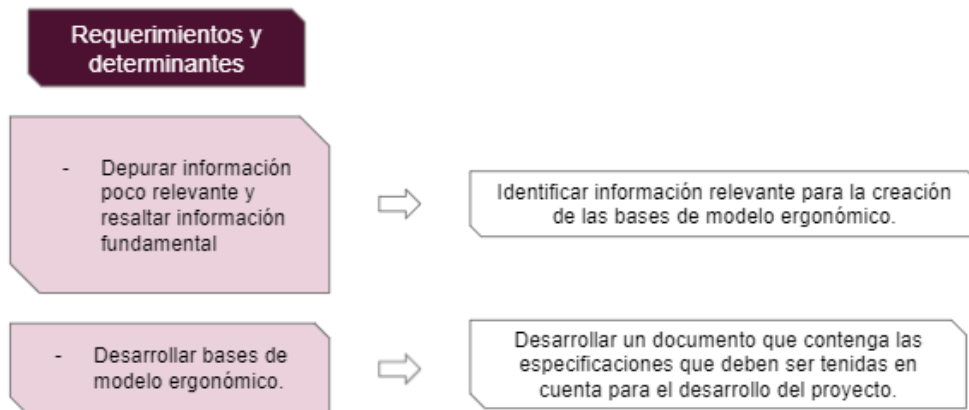 Requerimientos y
determinantes
- Depurar información
poco relevante y
resaltar información
fundamental
Identificar información relevante para la creación
de las bases de modelo ergonómico.
- Desarrollar bases de
modelo ergonómico.
Desarrollar un documento que contenga las
especificaciones que deben ser tenidas en
cuenta para el desarrollo del proyecto.